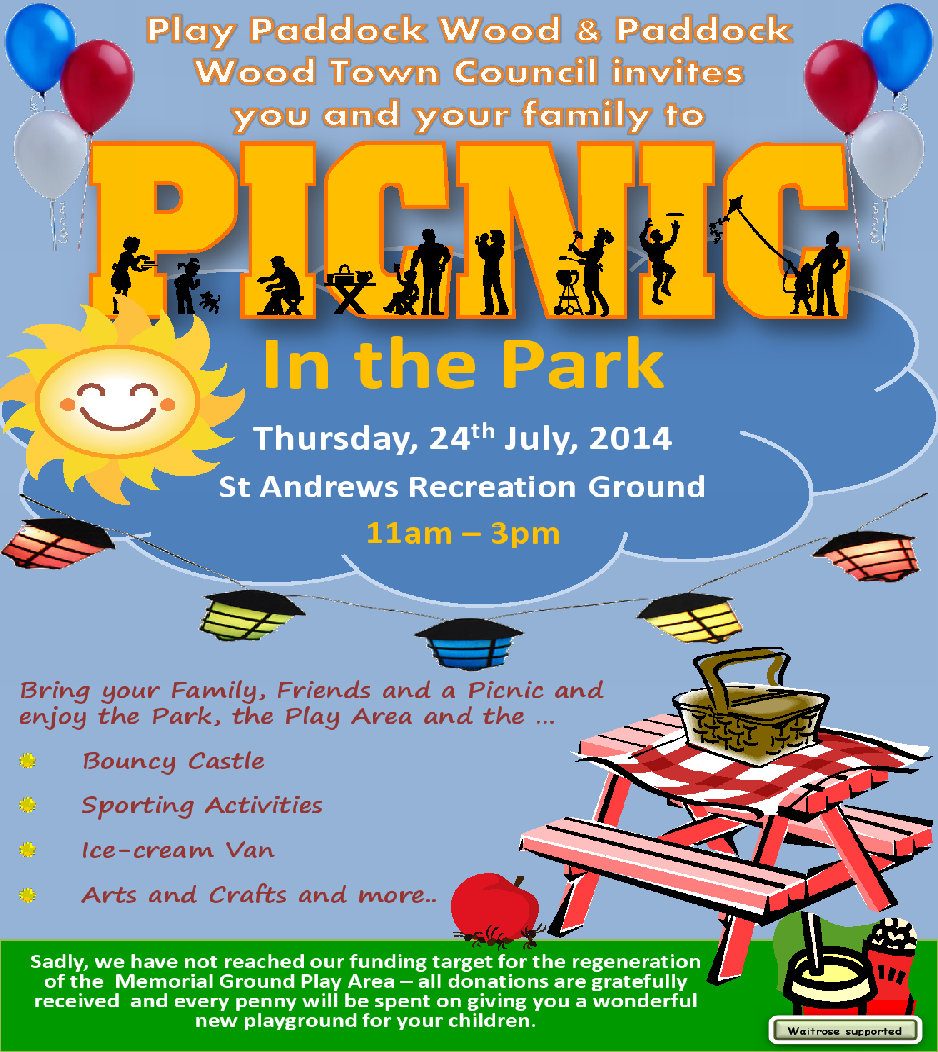 Play Paddock Wood & Paddock
Wood Town Council invites
you and your family to
PICNIC
In the Park
Thursday, 24th July, 2014
St Andrews Recreation Ground
11am – 3pm
Bring your Family, Friends and a Picnic and
enjoy the Park, the Play Area and the ...
Bouncy Castle
Sporting Activities
Ice-cream Van
Arts and Crafts and more..
Sadly, we have not reached our funding target for the regeneration
of the Memorial Ground Play Area – all donations are gratefully
received and every penny will be spent on giving you a wonderful
new playground for your children.
Waitrose supported